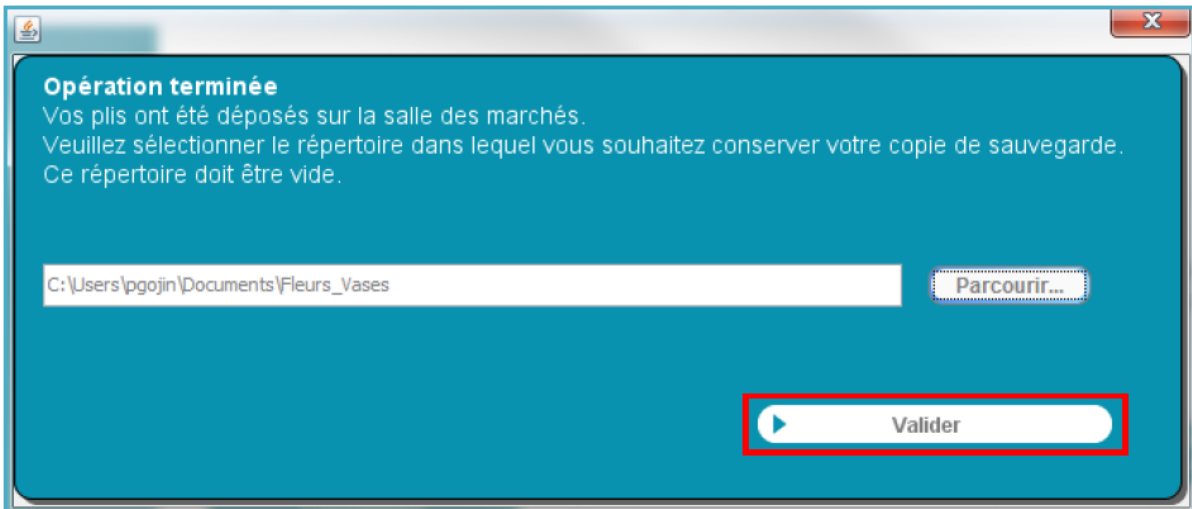 Opération terminée
Vos plis ont été déposés sur la salle des marchés.
Veuillez sélectionner le répertoire dans lequel vous souhaitez conserver votre copie de sauvegarde.
Ce répertoire doit être vide.
C:\Users\pgojin\Documents\Fleurs_Vases
Parcourir...
Valider